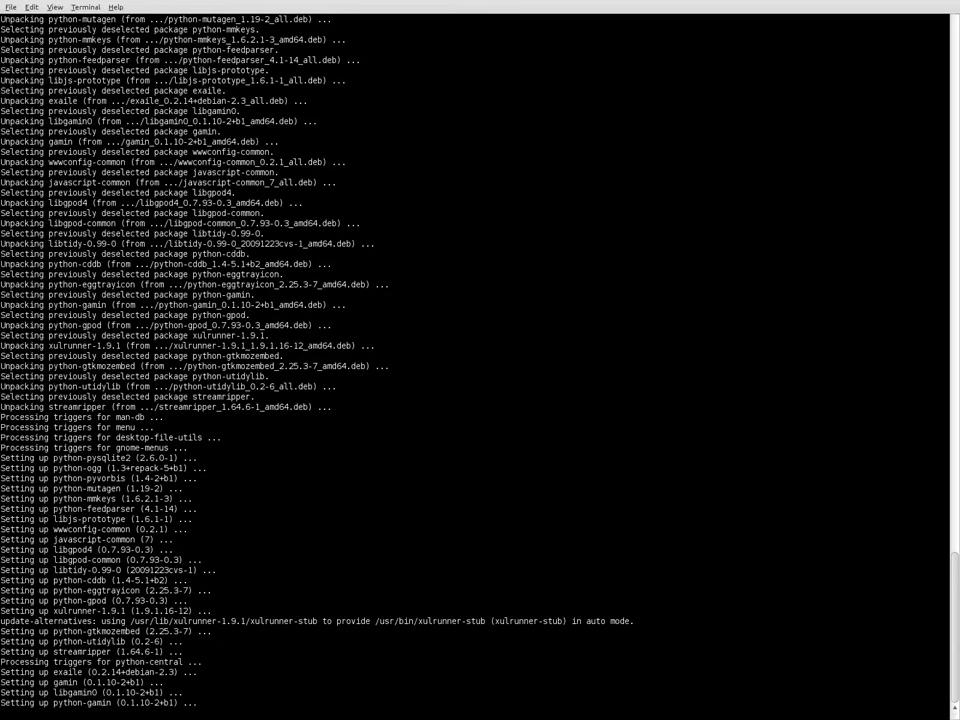 File Edit View Terminal Help
Unpacking python-mutagen (from .../python-mutagen_1.19-2_all.deb) ...
Selecting previously deselected package python-mmkeys.
Unpacking python-mmkeys (from .../python-mmkeys_1.6.2.1-3_amd64.deb) ...
Selecting previously deselected package python-feedparser.
Unpacking python-feedparser (from .../python-feedparser_4.1-14_all.deb) ...
Selecting previously deselected package libjs-prototype.
Unpacking libjs-prototype (from .../libjs-prototype_1.6.1-1_all.deb) ...
Selecting previously deselected package exaile.
Unpacking exaile (from .../exaile_0.2.14+debian-2.3_all.deb) ...
Selecting previously deselected package libgamin0.
Unpacking libgamin0 (from .../libgamin0_0.1.10-2+b1_amd64.deb) ...
Selecting previously deselected package gamin.
Unpacking gamin (from .../gamin_0.1.10-2+b1_amd64.deb) ...
Selecting previously deselected package wwwconfig-common.
Unpacking wwwconfig-common (from .../wwwconfig-common_0.2.1_all.deb) ...
Selecting previously deselected package javascript-common.
Unpacking javascript-common (from .../javascript-common_7_all.deb) ...
Selecting previously deselected package libgpod4.
Unpacking libgpod4 (from .../libgpod4_0.7.93-0.3_amd64.deb) ...
Selecting previously deselected package libgpod-common.
Unpacking libgpod-common (from .../libgpod-common_0.7.93-0.3_amd64.deb) ...
Selecting previously deselected package libtidy-0.99-0.
Unpacking libtidy-0.99-0 (from .../libtidy-0.99-0_20091223cvs-1_amd64.deb) ...
Selecting previously deselected package python-cddb.
Unpacking python-cddb (from .../python-cddb_1.4-5.1+b2_amd64.deb) ...
Selecting previously deselected package python-eggtrayicon.
Unpacking python-eggtrayicon (from .../python-eggtrayicon_2.25.3-7_amd64.deb) ...
Selecting previously deselected package python-gamin.
Unpacking python-gamin (from .../python-gamin_0.1.10-2+b1_amd64.deb) ...
Selecting previously deselected package python-gpod.
Unpacking python-gpod (from .../python-gpod_0.7.93-0.3_amd64.deb) ...
Selecting previously deselected package xulrunner-1.9.1.
Unpacking xulrunner-1.9.1 (from .../xulrunner-1.9.1_1.9.1.16-12_amd64.deb) ...
Selecting previously deselected package python-gtkmozembed.
Unpacking python-gtkmozembed (from .../python-gtkmozembed_2.25.3-7_amd64.deb) ...
Selecting previously deselected package python-utidylib.
Unpacking python-utidylib (from .../python-utidylib_0.2-6_all.deb) ...
Selecting previously deselected package streamripper.
Unpacking streamripper (from .../streamripper_1.64.6-1_amd64.deb) ...
Processing triggers for man-db ...
Processing triggers for menu ...
Processing triggers for desktop-file-utils ...
Processing triggers for gnome-menus ...
Setting up python-pysqlite2 (2.6.0-1) ...
Setting up python-ogg (1.3+repack-5+b1) ...
Setting up python-pyvorbis (1.4-2+b1) ...
Setting up python-mutagen (1.19-2) ...
Setting up python-mmkeys (1.6.2.1-3) ...
Setting up python-feedparser (4.1-14) ...
Setting up libjs-prototype (1.6.1-1) ...
Setting up wwwconfig-common (0.2.1) ...
Setting up javascript-common (7) ...
Setting up libgpod4 (0.7.93-0.3) ...
Setting up libgpod-common (0.7.93-0.3) ...
Setting up libtidy-0.99-0 (20091223cvs-1) ...
Setting up python-cddb (1.4-5.1+b2) ...
Setting up python-eggtrayicon (2.25.3-7) ...
Setting up python-gpod (0.7.93-0.3) ...
Setting up xulrunner-1.9.1 (1.9.1.16-12) ...
update-alternatives: using /usr/lib/xulrunner-1.9.1/xulrunner-stub to provide /usr/bin/xulrunner-stub (xulrunner-stub) in auto mode.
Setting up python-gtkmozembed (2.25.3-7) ...
Setting up python-utidylib (0.2-6) ...
Setting up streamripper (1.64.6-1) ...
Processing triggers for python-central ...
Setting up exaile (0.2.14+debian-2.3) ...
Setting up gamin (0.1.10-2+b1) ...
Setting up libgamin0 (0.1.10-2+b1) ...
Setting up python-gamin (0.1.10-2+b1) ...